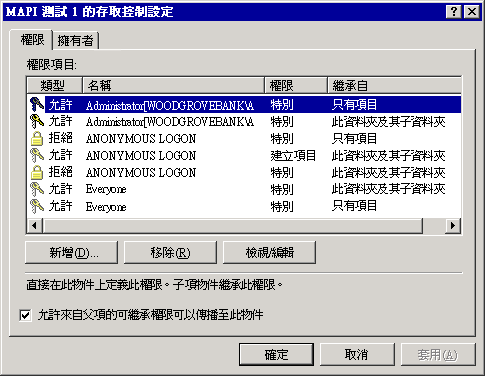 MAPI 測試 1 的存取控制設定
權限 擁有者
權限項目:
類型 名稱 權限 繼承自
允許 Administrator[WOODGROVEBANK\A 特別 只有項目
允許 Administrator[WOODGROVEBANK\A 特別 此資料夾及其子資料夾
拒絕 ANONYMOUS LOGON 特別 只有項目
允許 ANONYMOUS LOGON 建立項目 此資料夾及其子資料夾
拒絕 ANONYMOUS LOGON 特別 此資料夾及其子資料夾
允許 Everyone 特別 此資料夾及其子資料夾
允許 Everyone 特別 只有項目
新增(D)... 移除(R) 檢視/編輯
直接在此物件上定義此權限。子項物件繼承此權限。
允許來自父項的可繼承權限可以傳播至此物件
確定 取消 套用(A)